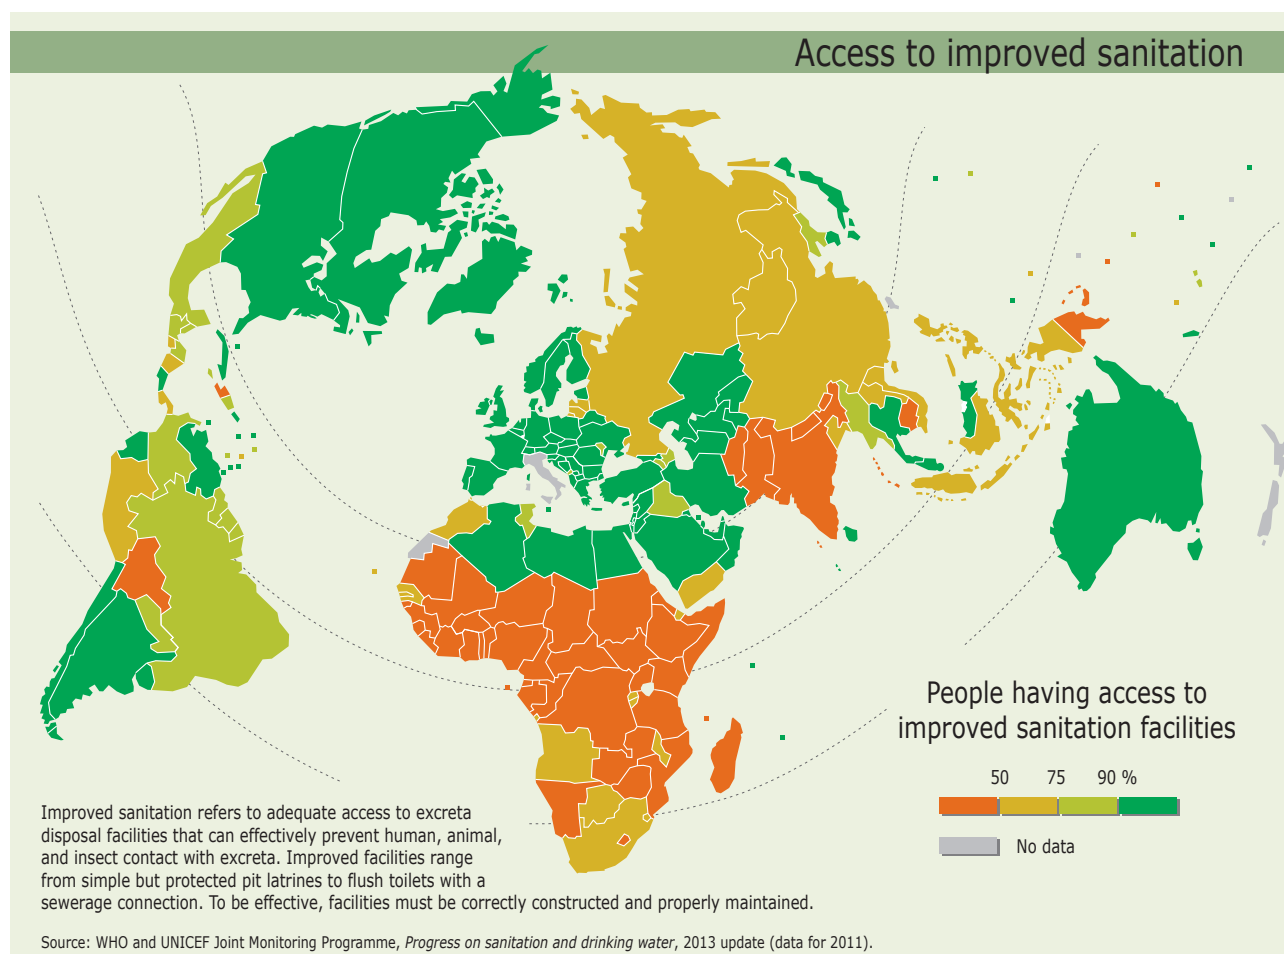 Access to improved sanitation
People having access to
improved sanitation facilities
50 75 90 %
No data
Improved sanitation refers to adequate access to excreta
disposal facilities that can effectively prevent human, animal,
and insect contact with excreta. Improved facilities range
from simple but protected pit latrines to flush toilets with a
sewerage connection. To be effective, facilities must be correctly constructed and properly maintained.
Source: WHO and UNICEF Joint Monitoring Programme, Progress on sanitation and drinking water, 2013 update (data for 2011).